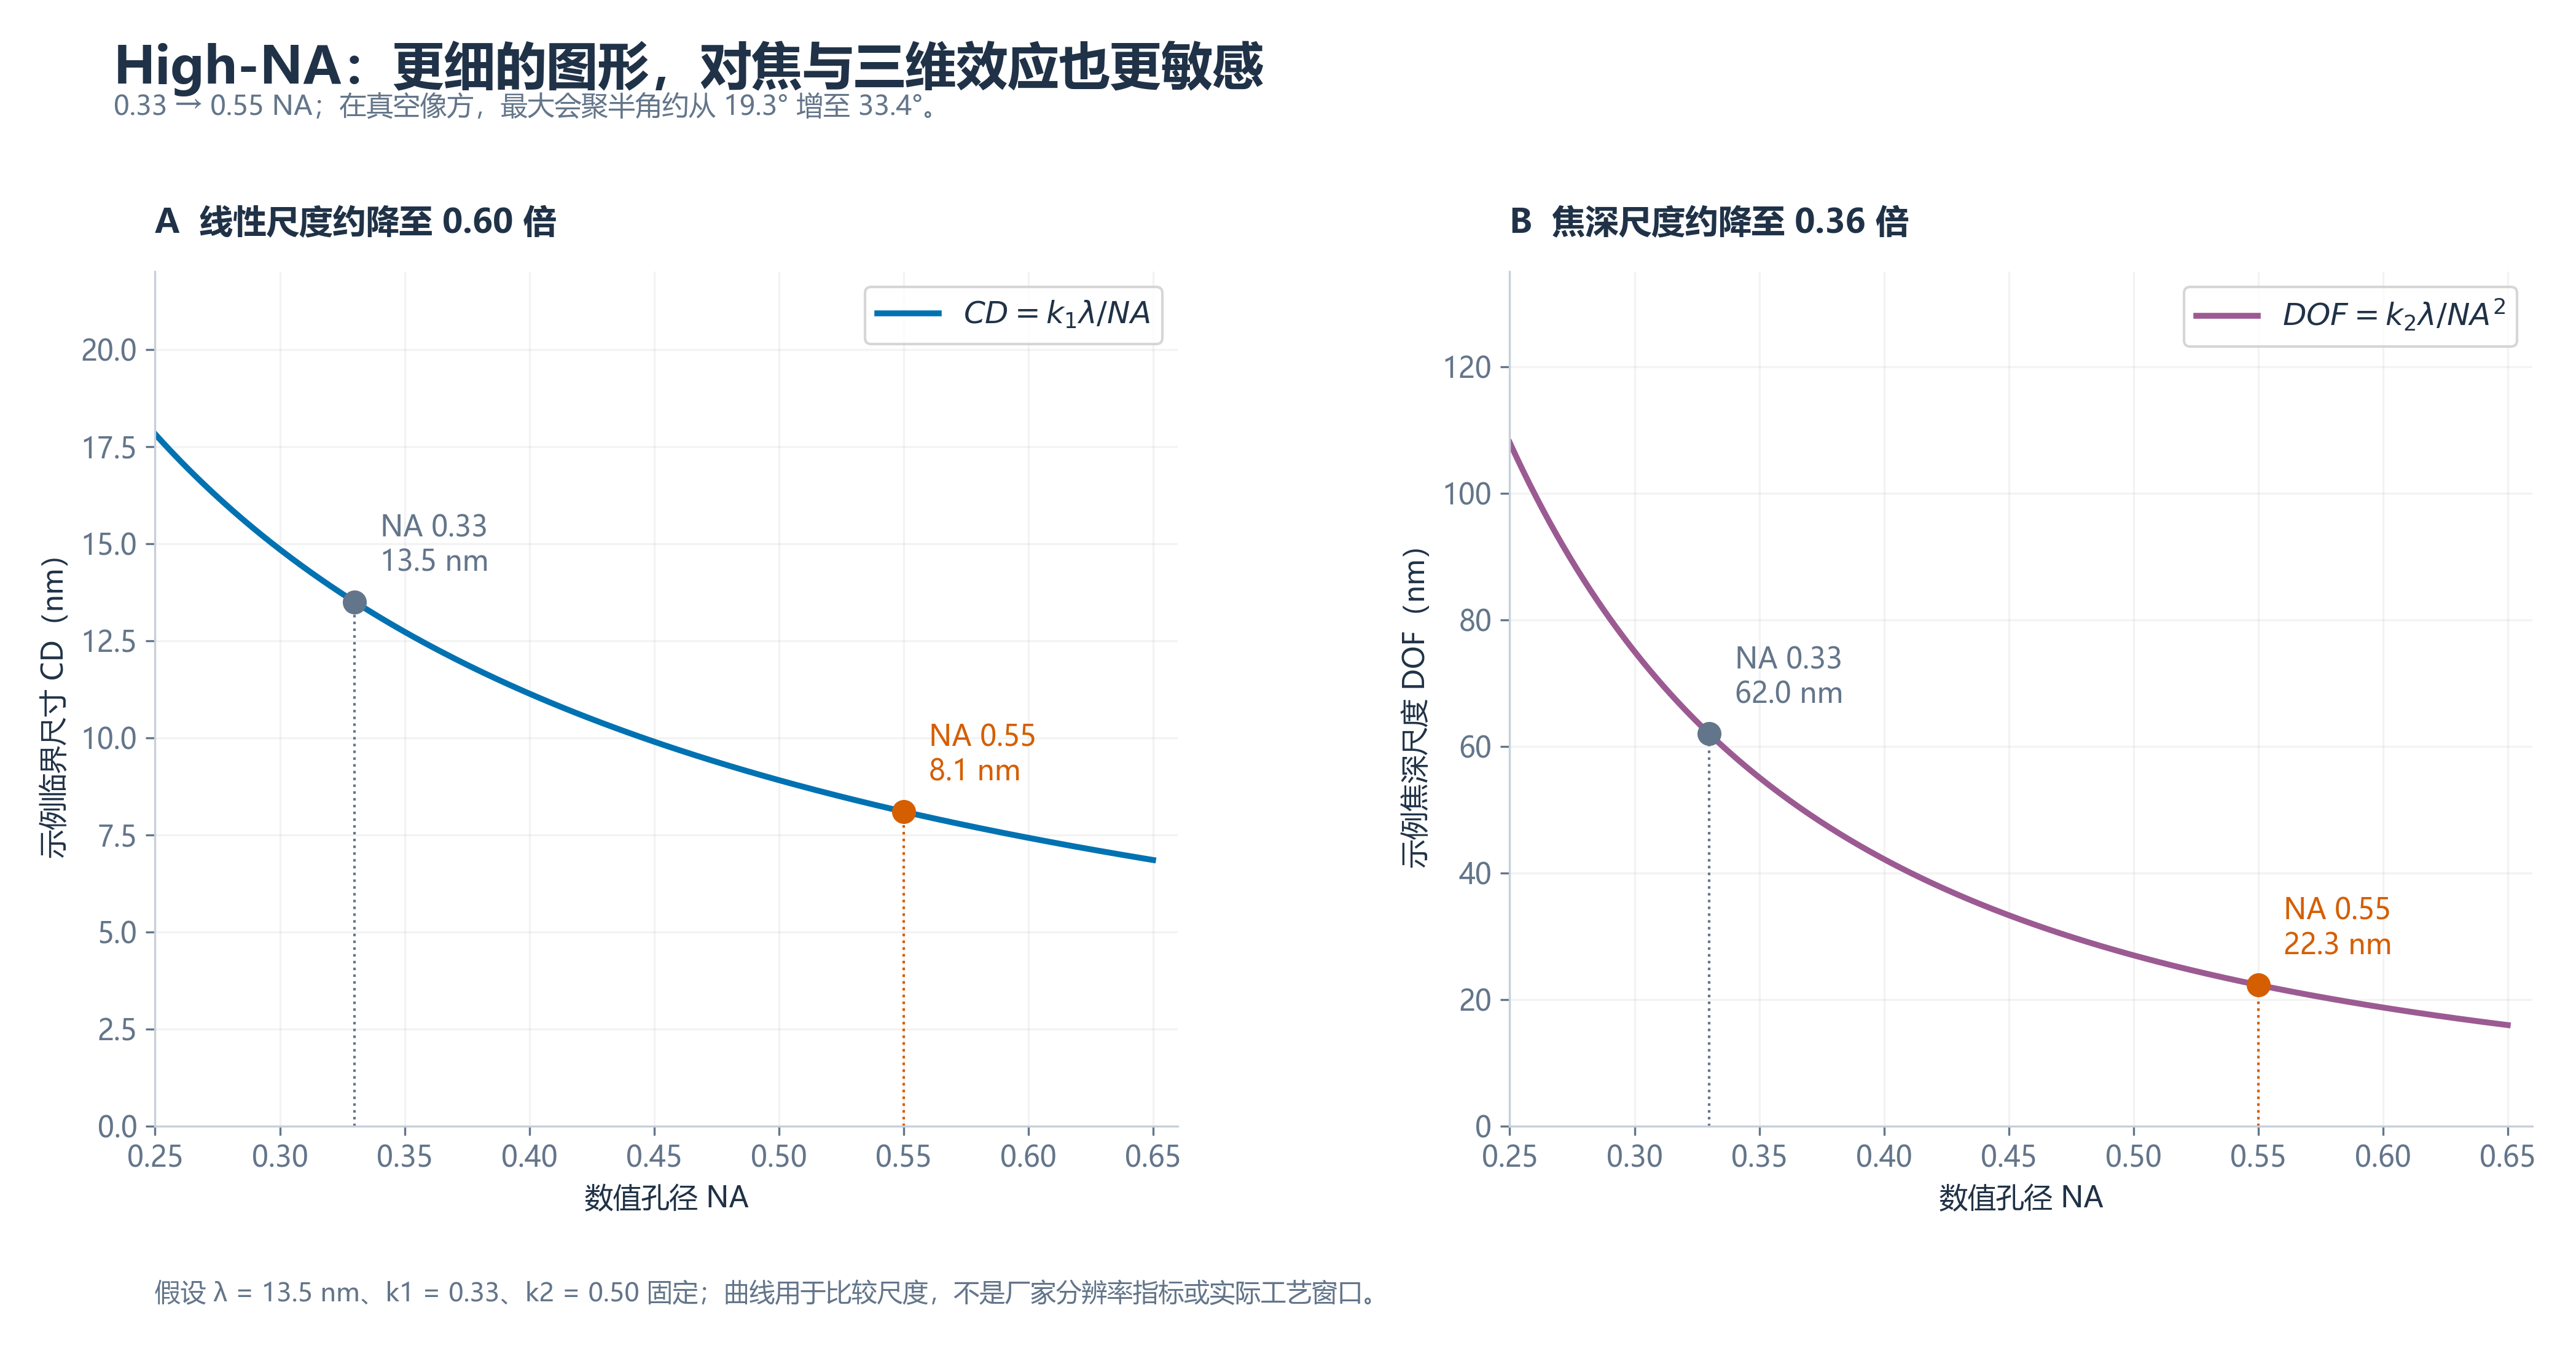 High-NA：更细的图形，对焦与三维效应也更敏感
0.33 → 0.55 NA；在真空像方，最大会聚半角约从 19.3° 增至 33.4°。
A 线性尺度约降至 0.60 倍
CD = k₁λ/NA
20.0
17.5
15.0
12.5
10.0
7.5
5.0
2.5
0.0
示例临界尺寸 CD（nm）
NA 0.33
13.5 nm
NA 0.55
8.1 nm
0.25 0.30 0.35 0.40 0.45 0.50 0.55 0.60 0.65
数值孔径 NA
B 焦深尺度约降至 0.36 倍
DOF = k₂λ/NA²
120
100
80
60
40
20
0
示例焦深尺度 DOF（nm）
NA 0.33
62.0 nm
NA 0.55
22.3 nm
0.25 0.30 0.35 0.40 0.45 0.50 0.55 0.60 0.65
数值孔径 NA
假设 λ = 13.5 nm、k1 = 0.33、k2 = 0.50 固定；曲线用于比较尺度，不是厂家分辨率指标或实际工艺窗口。